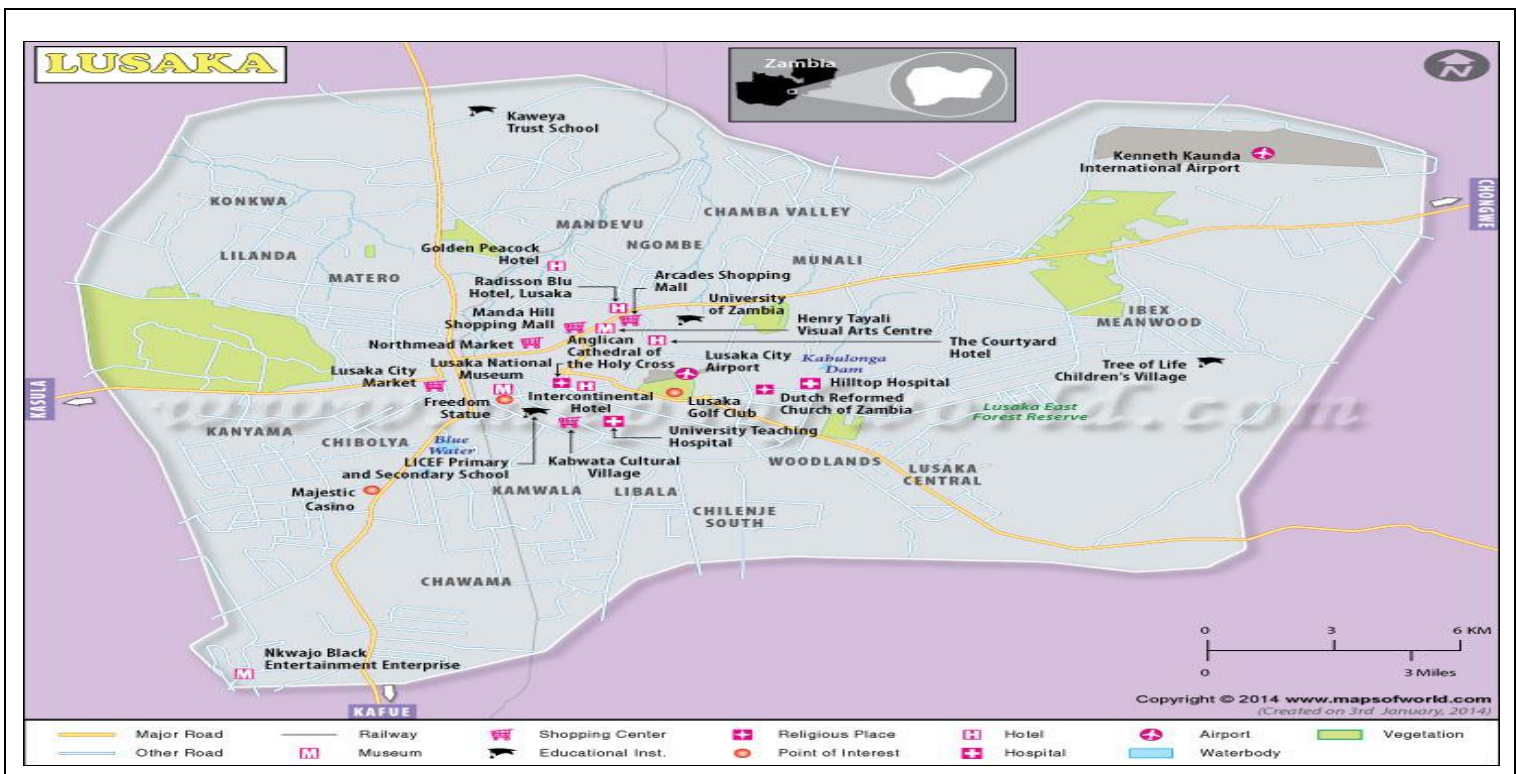 LUSAKA
Zambia
N
Kaweya
Trust School
Kenneth Kaunda
International Airport
CHONGWE
KONKWA
MANDEVU
CHAMBA VALLEY
LILANDA
NGOMBE
MUNALI
Golden Peacock
Hotel
MATERO
Radisson Blu
Hotel, Lusaka
Arcades Shopping
Mall
University
of Zambia
Manda Hill
Shopping Mall
Henry Tayali
Visual Arts Centre
IBEX
MEANWOOD
Northmead Market
Anglican
Cathedral of
the Holy Cross
The Courtyard
Hotel
Lusaka City
Market
Lusaka National
Museum
Lusaka City
Airport
Kabulonga
Dam
Tree of Life
Children's Village
KASULA
Hilltop Hospital
Freedom
Statue
Intercontinental
Hotel
Lusaka
Golf Club
Dutch Reformed
Church of Zambia
Lusaka East
Forest Reserve
KANYAMA
CHIBOLYA
Blue
Water
University Teaching
Hospital
LICEF Primary
and Secondary School
Kabwata Cultural
Village
WOODLANDS
LUSAKA
CENTRAL
Majestic
Casino
KAMWALA
LIBALA
CHILENJE
SOUTH
CHAWAMA
Nkwajo Black
Entertainment Enterprise
KAFUE
0 3 6 KM
0 3 Miles
Copyright © 2014 www.mapsofworld.com
(Created on 3rd January, 2014)
Major Road Railway Shopping Center Religious Place Hotel Airport Vegetation
Other Road Museum Educational Inst. Point of Interest Hospital Waterbody